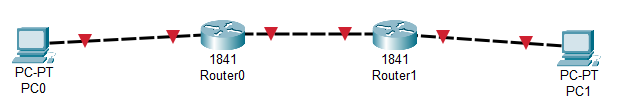 PC-PT
PC0
1841
Router0
1841
Router1
PC-PT
PC1